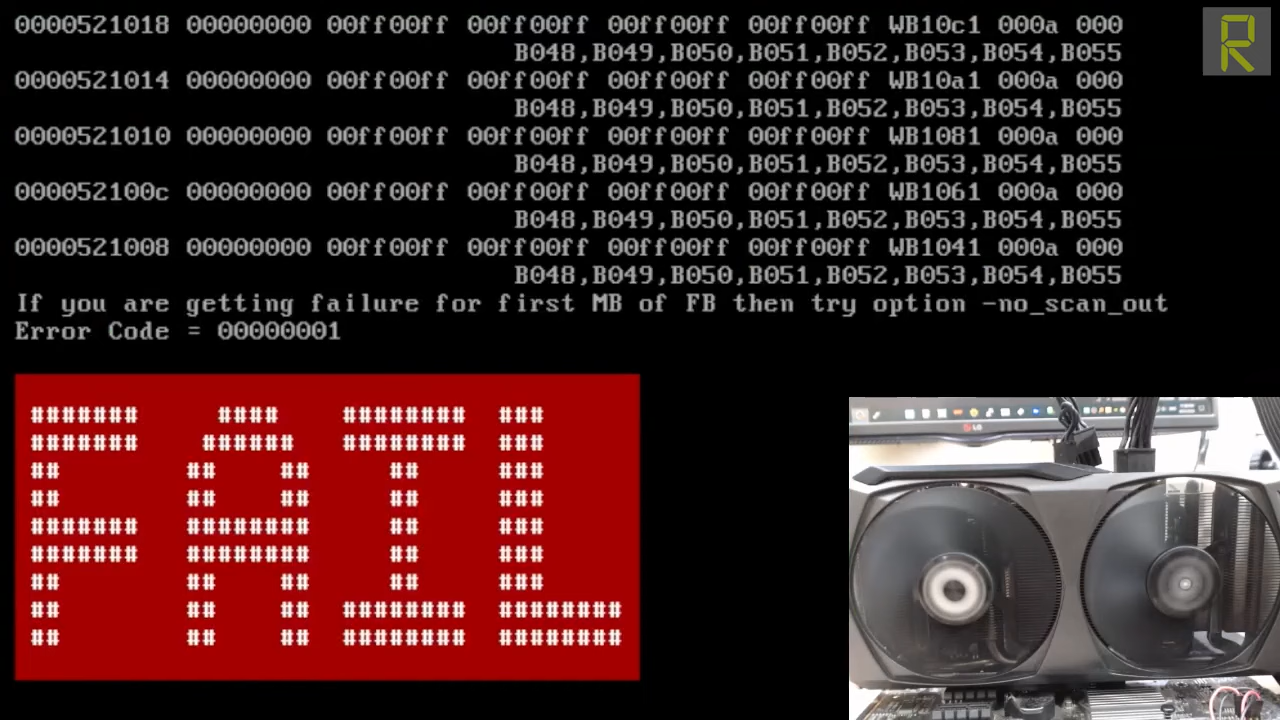 0000521018 00000000 00ff00ff 00ff00ff 00ff00ff 00ff00ff WB10c1 000a 000
B048,B049,B050,B051,B052,B053,B054,B055
0000521014 00000000 00ff00ff 00ff00ff 00ff00ff 00ff00ff WB10a1 000a 000
B048,B049,B050,B051,B052,B053,B054,B055
0000521010 00000000 00ff00ff 00ff00ff 00ff00ff 00ff00ff WB1081 000a 000
B048,B049,B050,B051,B052,B053,B054,B055
000052100c 00000000 00ff00ff 00ff00ff 00ff00ff 00ff00ff WB1061 000a 000
B048,B049,B050,B051,B052,B053,B054,B055
0000521008 00000000 00ff00ff 00ff00ff 00ff00ff 00ff00ff WB1041 000a 000
B048,B049,B050,B051,B052,B053,B054,B055
If you are getting failure for first MB of FB then try option -no_scan_out
Error Code = 00000001
FAIL
R
LG